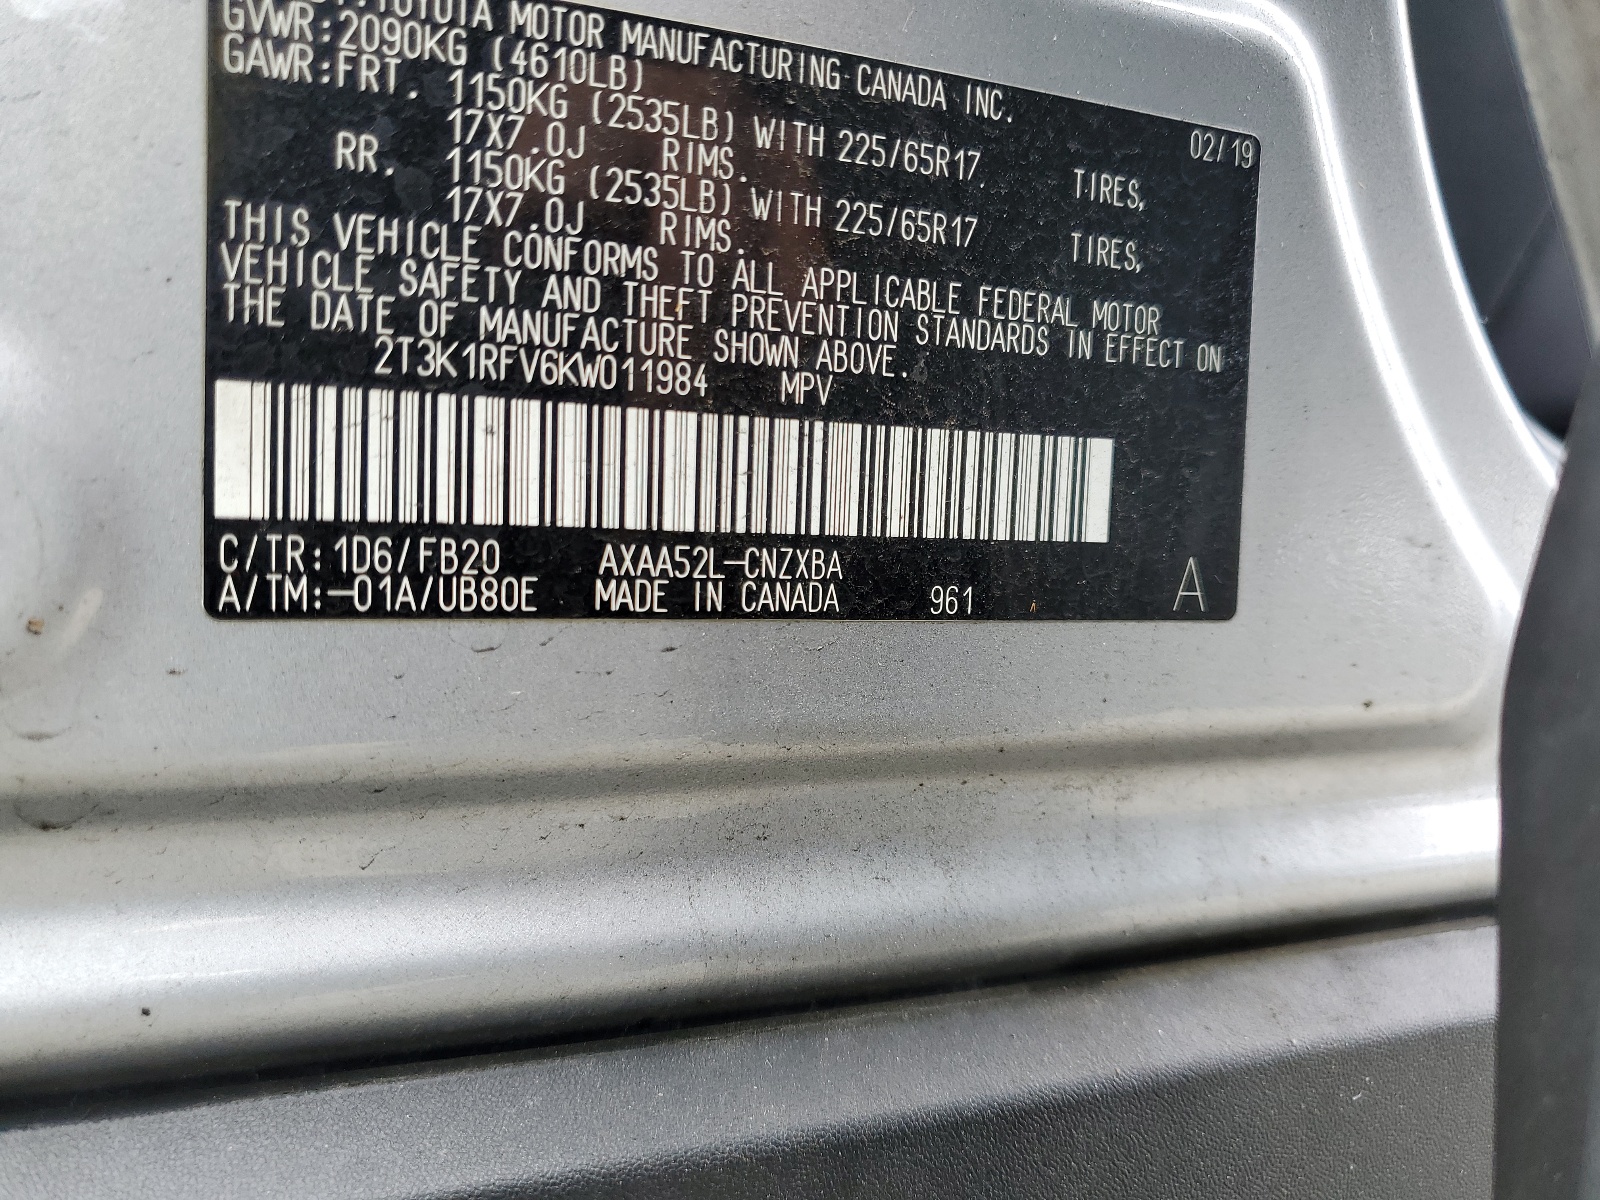 TOYOTA MOTOR MANUFACTURING CANADA INC.
GVWR:2090KG (4610LB) 02/19
GAWR:FRT. 1150KG (2535LB) WITH 225/65R17 TIRES,
17X7.0J RIMS.
RR. 1150KG (2535LB) WITH 225/65R17 TIRES,
17X7.0J RIMS.
THIS VEHICLE CONFORMS TO ALL APPLICABLE FEDERAL MOTOR
VEHICLE SAFETY AND THEFT PREVENTION STANDARDS IN EFFECT ON
THE DATE OF MANUFACTURE SHOWN ABOVE.
2T3K1RFV6KW011984 MPV
C/TR:1D6/FB20 AXAA52L-CNZXBA
A/TM:-01A/UB80E MADE IN CANADA 961 A